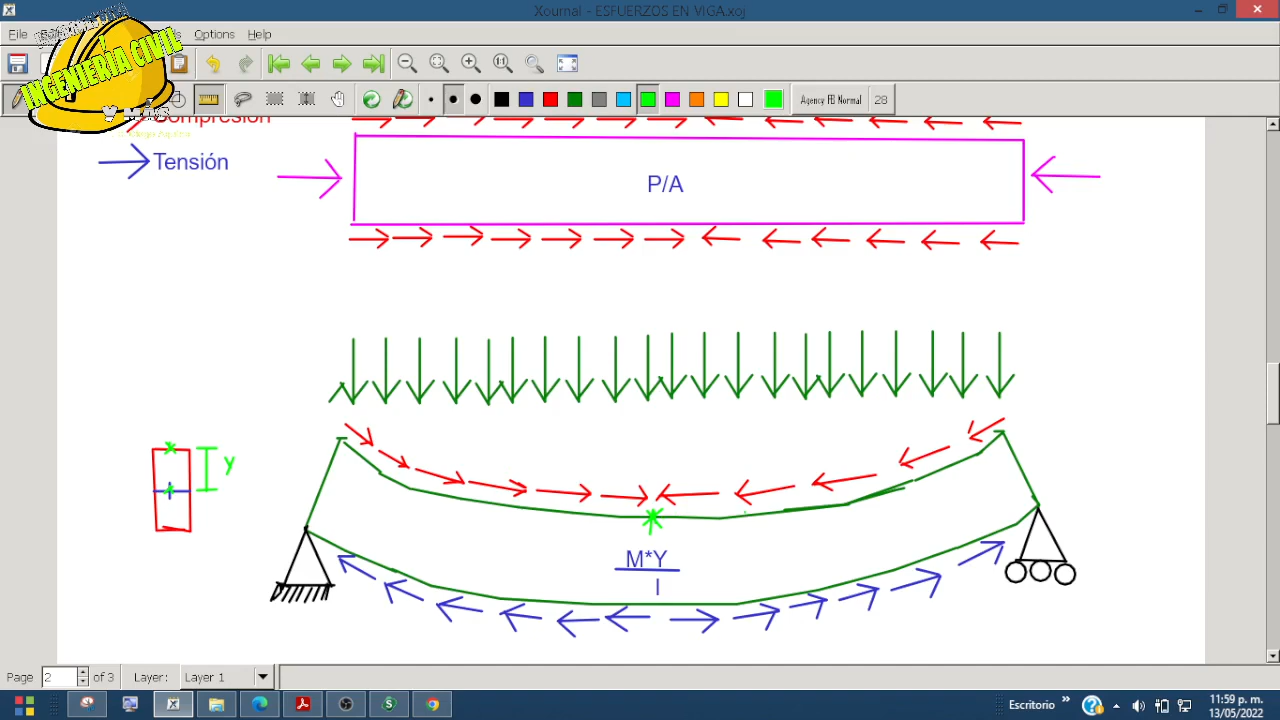 Xournal - ESFUERZOS EN VIGA.xoj
File
Options
Help
INGENIERÍA CIVIL
Agency FB Normal
28
Compresión
Tensión
P/A
Y
M*Y
I
Page
2
of 3
Layer:
Layer 1
Escritorio
11:59 p. m.
13/05/2022